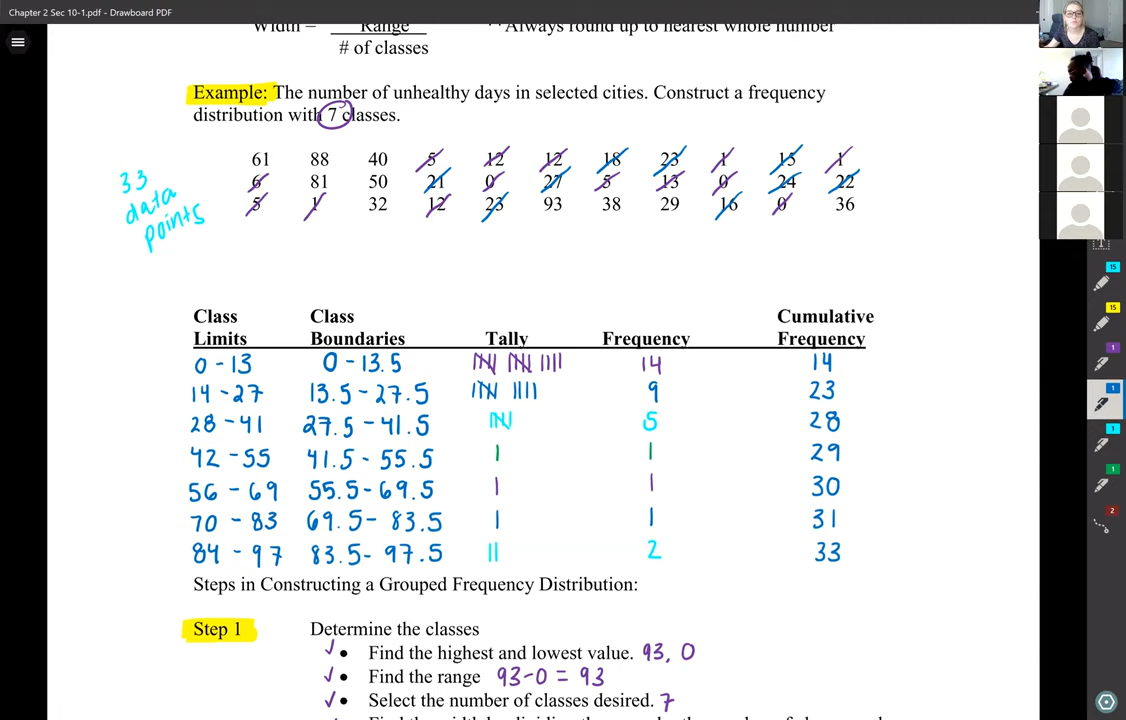 Chapter 2 Sec 10-1.pdf - Drawboard PDF
Width = Range **Always round up to nearest whole number
# of classes
Example: The number of unhealthy days in selected cities. Construct a frequency
distribution with 7 classes.
61 88 40 5 12 12 18 23 1 15 1
6 81 50 21 0 27 5 13 0 24 22
5 1 32 12 23 93 38 29 16 0 36
33
data
points
Class Class Cumulative
Limits Boundaries Tally Frequency Frequency
0 - 13 0 - 13.5 14 14
14 - 27 13.5 - 27.5 9 23
28 - 41 27.5 - 41.5 5 28
42 - 55 41.5 - 55.5 1 29
56 - 69 55.5 - 69.5 1 30
70 - 83 69.5 - 83.5 1 31
84 - 97 83.5 - 97.5 2 33
Steps in Constructing a Grouped Frequency Distribution:
Step 1 Determine the classes
✓ • Find the highest and lowest value. 93, 0
✓ • Find the range 93-0 = 93
✓ • Select the number of classes desired. 7
T
15
15
1
1
1
1
2